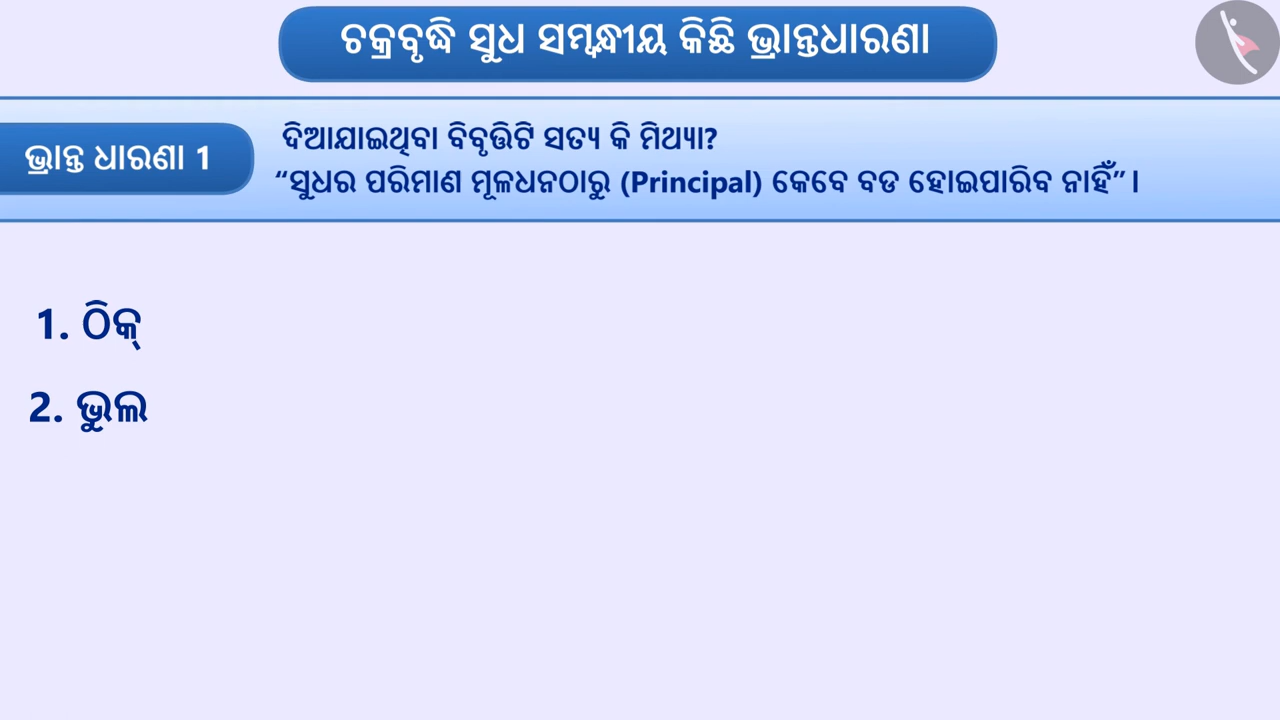 ଚକ୍ରବୃଦ୍ଧି ସୁଧ ସମ୍ବନ୍ଧୀୟ କିଛି ଭ୍ରାନ୍ତଧାରଣା
ଭ୍ରାନ୍ତ ଧାରଣା 1
ଦିଆଯାଇଥିବା ବିବୃତ୍ତିଟି ସତ୍ୟ କି ମିଥ୍ୟା?
“ସୁଧର ପରିମାଣ ମୂଳଧନଠାରୁ (Principal) କେବେ ବଡ ହୋଇପାରିବ ନାହିଁ” ।
1. ଠିକ୍
2. ଭୁଲ